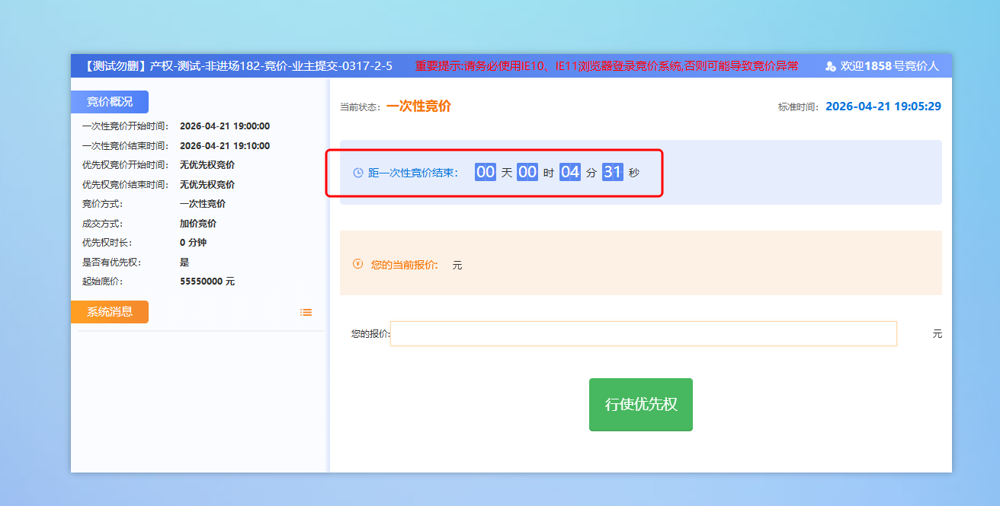 【测试勿删】产权-测试-非进场182-竞价-业主提交-0317-2-5 重要提示:请务必使用IE10、IE11浏览器登录竞价系统,否则可能导致竞价异常 欢迎1858号竞价人
竞价概况
一次性竞价开始时间： 2026-04-21 19:00:00
一次性竞价结束时间： 2026-04-21 19:10:00
优先权竞价开始时间： 无优先权竞价
优先权竞价结束时间： 无优先权竞价
竞价方式： 一次性竞价
成交方式： 加价竞价
优先权时长： 0 分钟
是否有优先权： 是
起始底价： 55550000 元
系统消息
当前状态： 一次性竞价 标准时间： 2026-04-21 19:05:29
距一次性竞价结束： 00 天 00 时 04 分 31 秒
您的当前报价： 元
您的报价: 元
行使优先权